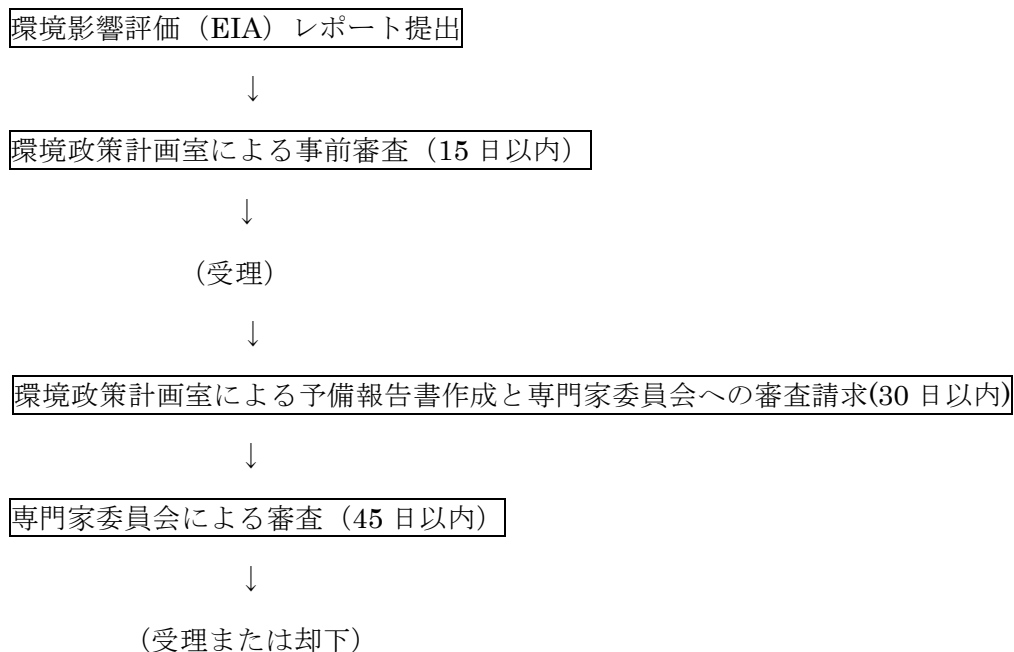 環境影響評価（EIA）レポート提出
↓
環境政策計画室による事前審査（15 日以内）
↓
（受理）
↓
環境政策計画室による予備報告書作成と専門家委員会への審査請求(30 日以内)
↓
専門家委員会による審査（45 日以内）
↓
（受理または却下）